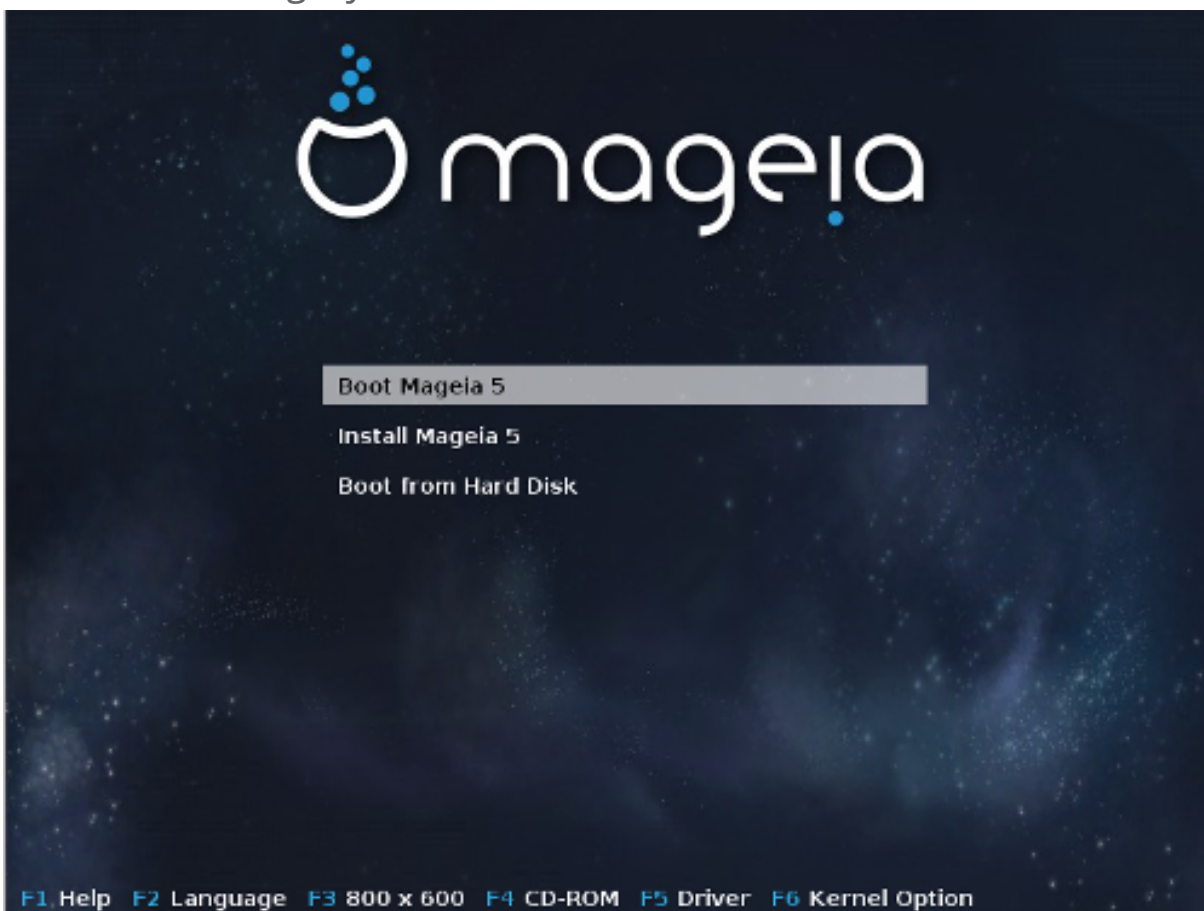 mageia
Boot Mageia 5
Install Mageia 5
Boot from Hard Disk
F1 Help F2 Language F3 800 x 600 F4 CD-ROM F5 Driver F6 Kernel Option